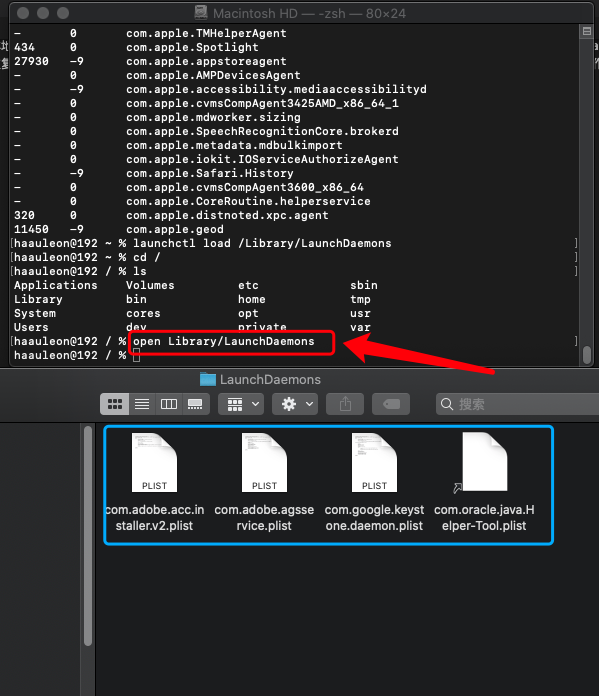 Macintosh HD — -zsh — 80×24
- 0 com.apple.TMHelperAgent
434 0 com.apple.Spotlight
27930 -9 com.apple.appstoreagent
- 0 com.apple.AMPDevicesAgent
- -9 com.apple.accessibility.mediaaccessibilityd
- 0 com.apple.cvmsCompAgent3425AMD_x86_64_1
- 0 com.apple.mdworker.sizing
- 0 com.apple.SpeechRecognitionCore.brokerd
- 0 com.apple.metadata.mdbulkimport
- 0 com.apple.iokit.IOServiceAuthorizeAgent
- -9 com.apple.Safari.History
- 0 com.apple.cvmsCompAgent3600_x86_64
- 0 com.apple.CoreRoutine.helperservice
320 0 com.apple.distnoted.xpc.agent
11450 -9 com.apple.geod
[haauleon@192 ~ % launchctl load /Library/LaunchDaemons ]
[haauleon@192 ~ % cd / ]
[haauleon@192 / % ls ]
Applications Volumes etc sbin
Library bin home tmp
System cores opt usr
Users dev private var
[haauleon@192 / % open Library/LaunchDaemons ]
haauleon@192 / %
LaunchDaemons
搜索
PLIST PLIST PLIST
com.adobe.acc.in com.adobe.agsse com.google.keyst com.oracle.java.H
staller.v2.plist rvice.plist one.daemon.plist elper-Tool.plist